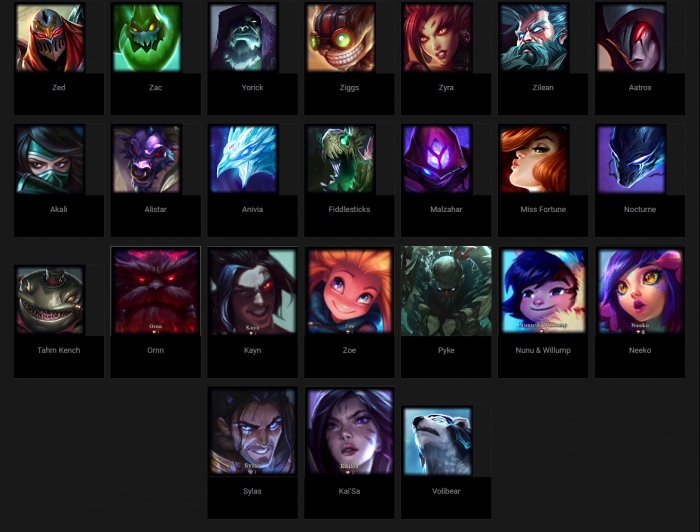 Zed
Zac
Yorick
Ziggs
Zyra
Zilean
Aatrox
Akali
Alistar
Anivia
Fiddlesticks
Malzahar
Miss Fortune
Nocturne
Ornn
Kayn
Zoe
Nunu & Willump
Neeko
Tahm Kench
Ornn
Kayn
Zoe
Pyke
Nunu & Willump
Neeko
Sylas
Kai'Sa
Sylas
Kai'Sa
Volibear